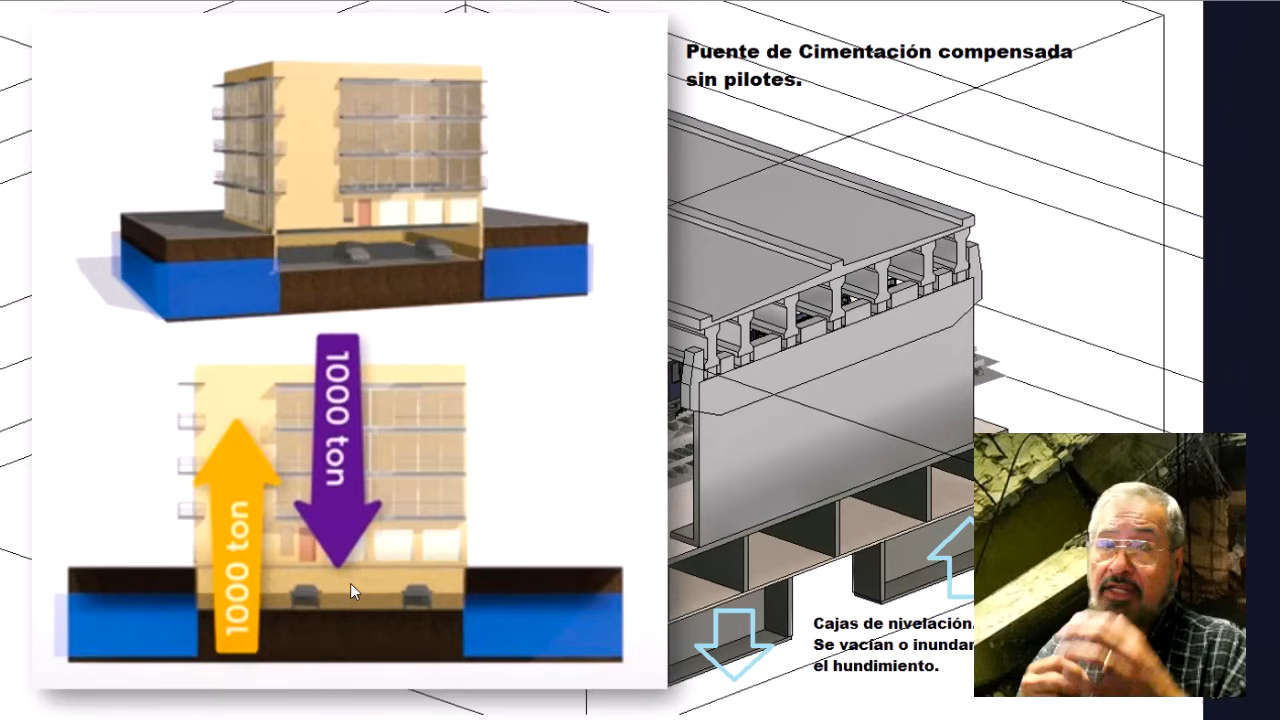 Puente de Cimentación compensada
sin pilotes.
1000 ton
1000 ton
Cajas de nivelación.
Se vacían o inundan
el hundimiento.